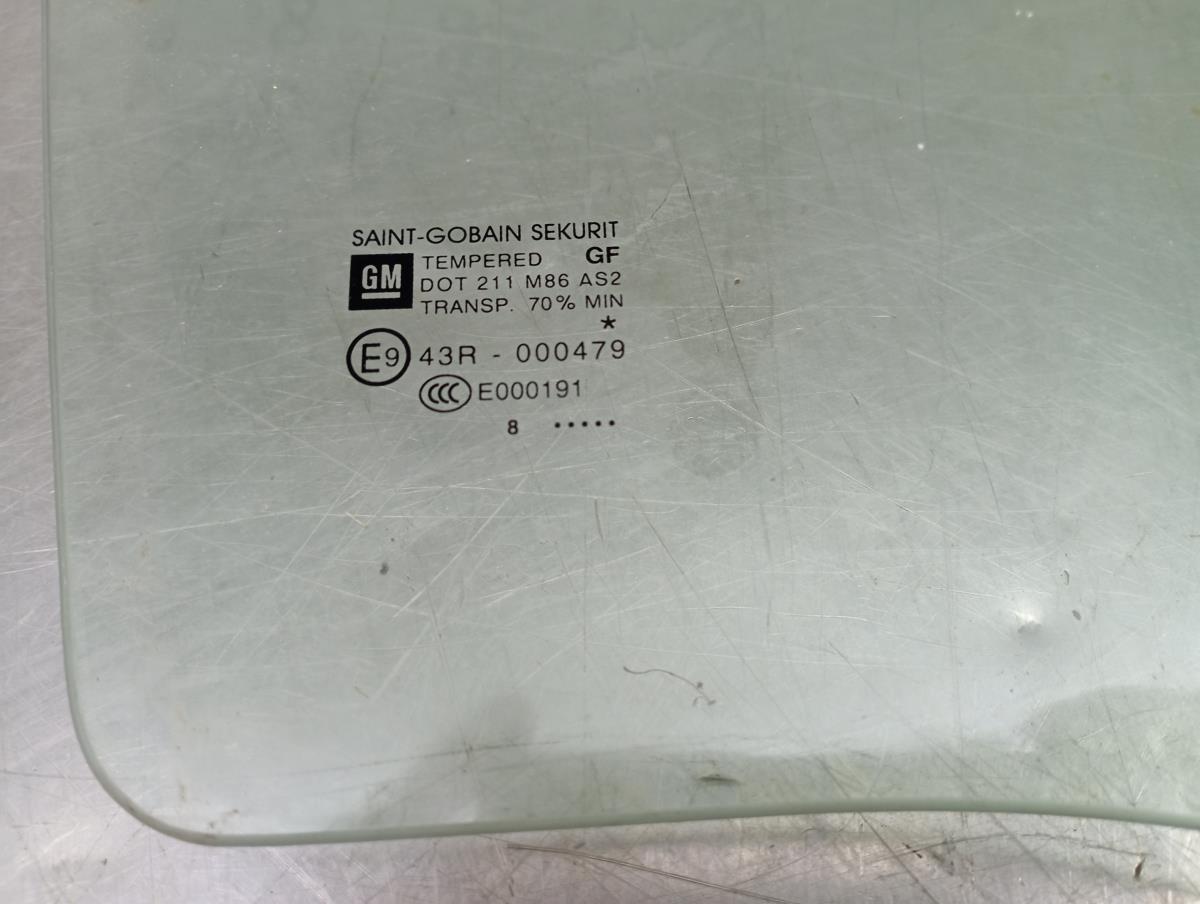 SAINT-GOBAIN SEKURIT
GM TEMPERED GF
DOT 211 M86 AS2
TRANSP. 70% MIN
*
E9 43R - 000479
CCC E000191
8 .....